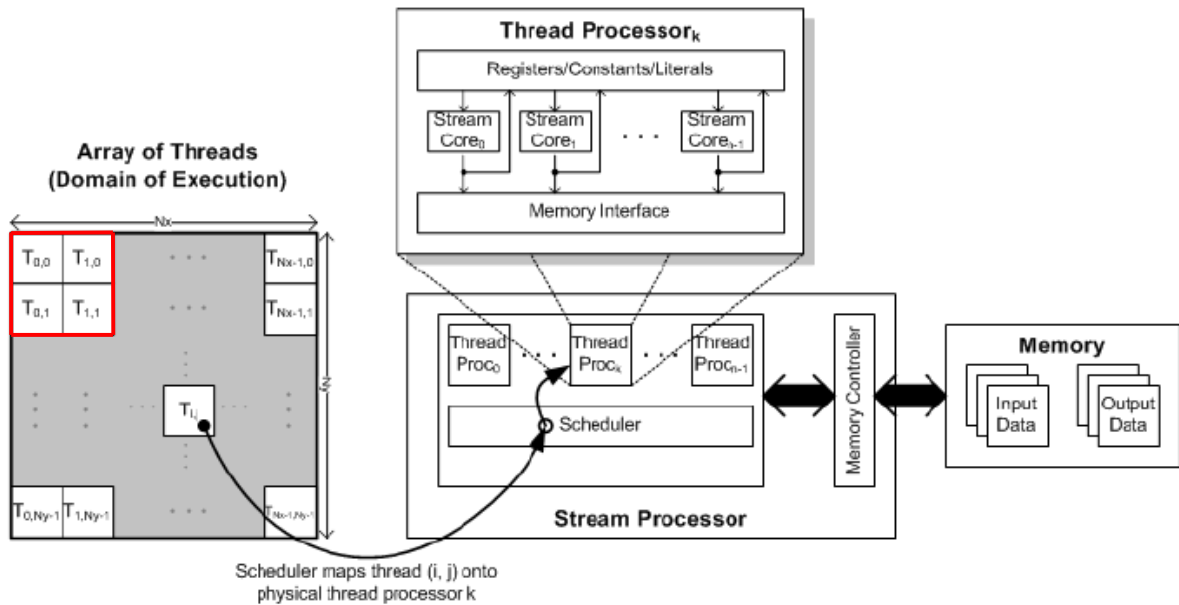 Thread Processor_k
Registers/Constants/Literals
Stream Core_0
Stream Core_1
. . .
Stream Core_n-1
Memory Interface
Array of Threads
(Domain of Execution)
Nx
T_0,0
T_1,0
. . .
T_Nx-1,0
T_0,1
T_1,1
. . .
T_Nx-1,1
Ny
T_i,j
T_0,Ny-1
T_1,Ny-1
. . .
T_Nx-1,Ny-1
Thread
Proc_0
. . .
Thread
Proc_k
. . .
Thread
Proc_n-1
Scheduler
Memory Controller
Stream Processor
Memory
Input
Data
Output
Data
Scheduler maps thread (i, j) onto
physical thread processor k